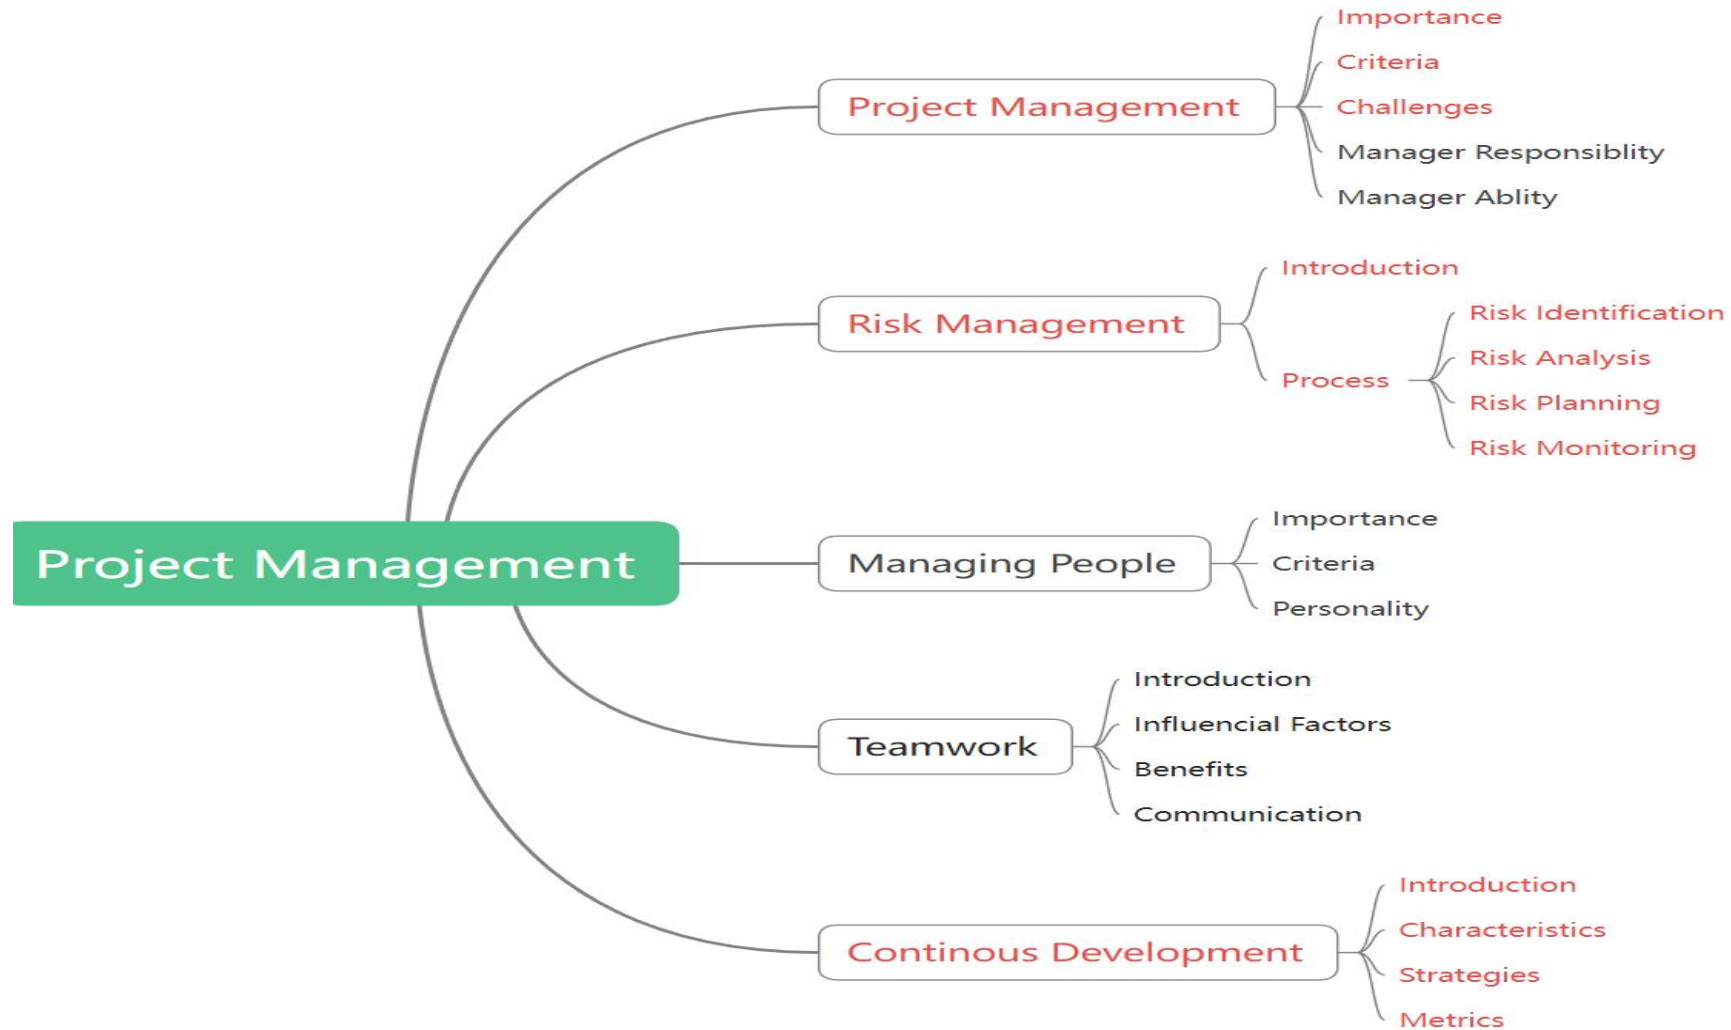 Project Management
Project Management
Importance
Criteria
Challenges
Manager Responsiblity
Manager Ablity
Risk Management
Introduction
Process
Risk Identification
Risk Analysis
Risk Planning
Risk Monitoring
Managing People
Importance
Criteria
Personality
Teamwork
Introduction
Influencial Factors
Benefits
Communication
Continous Development
Introduction
Characteristics
Strategies
Metrics